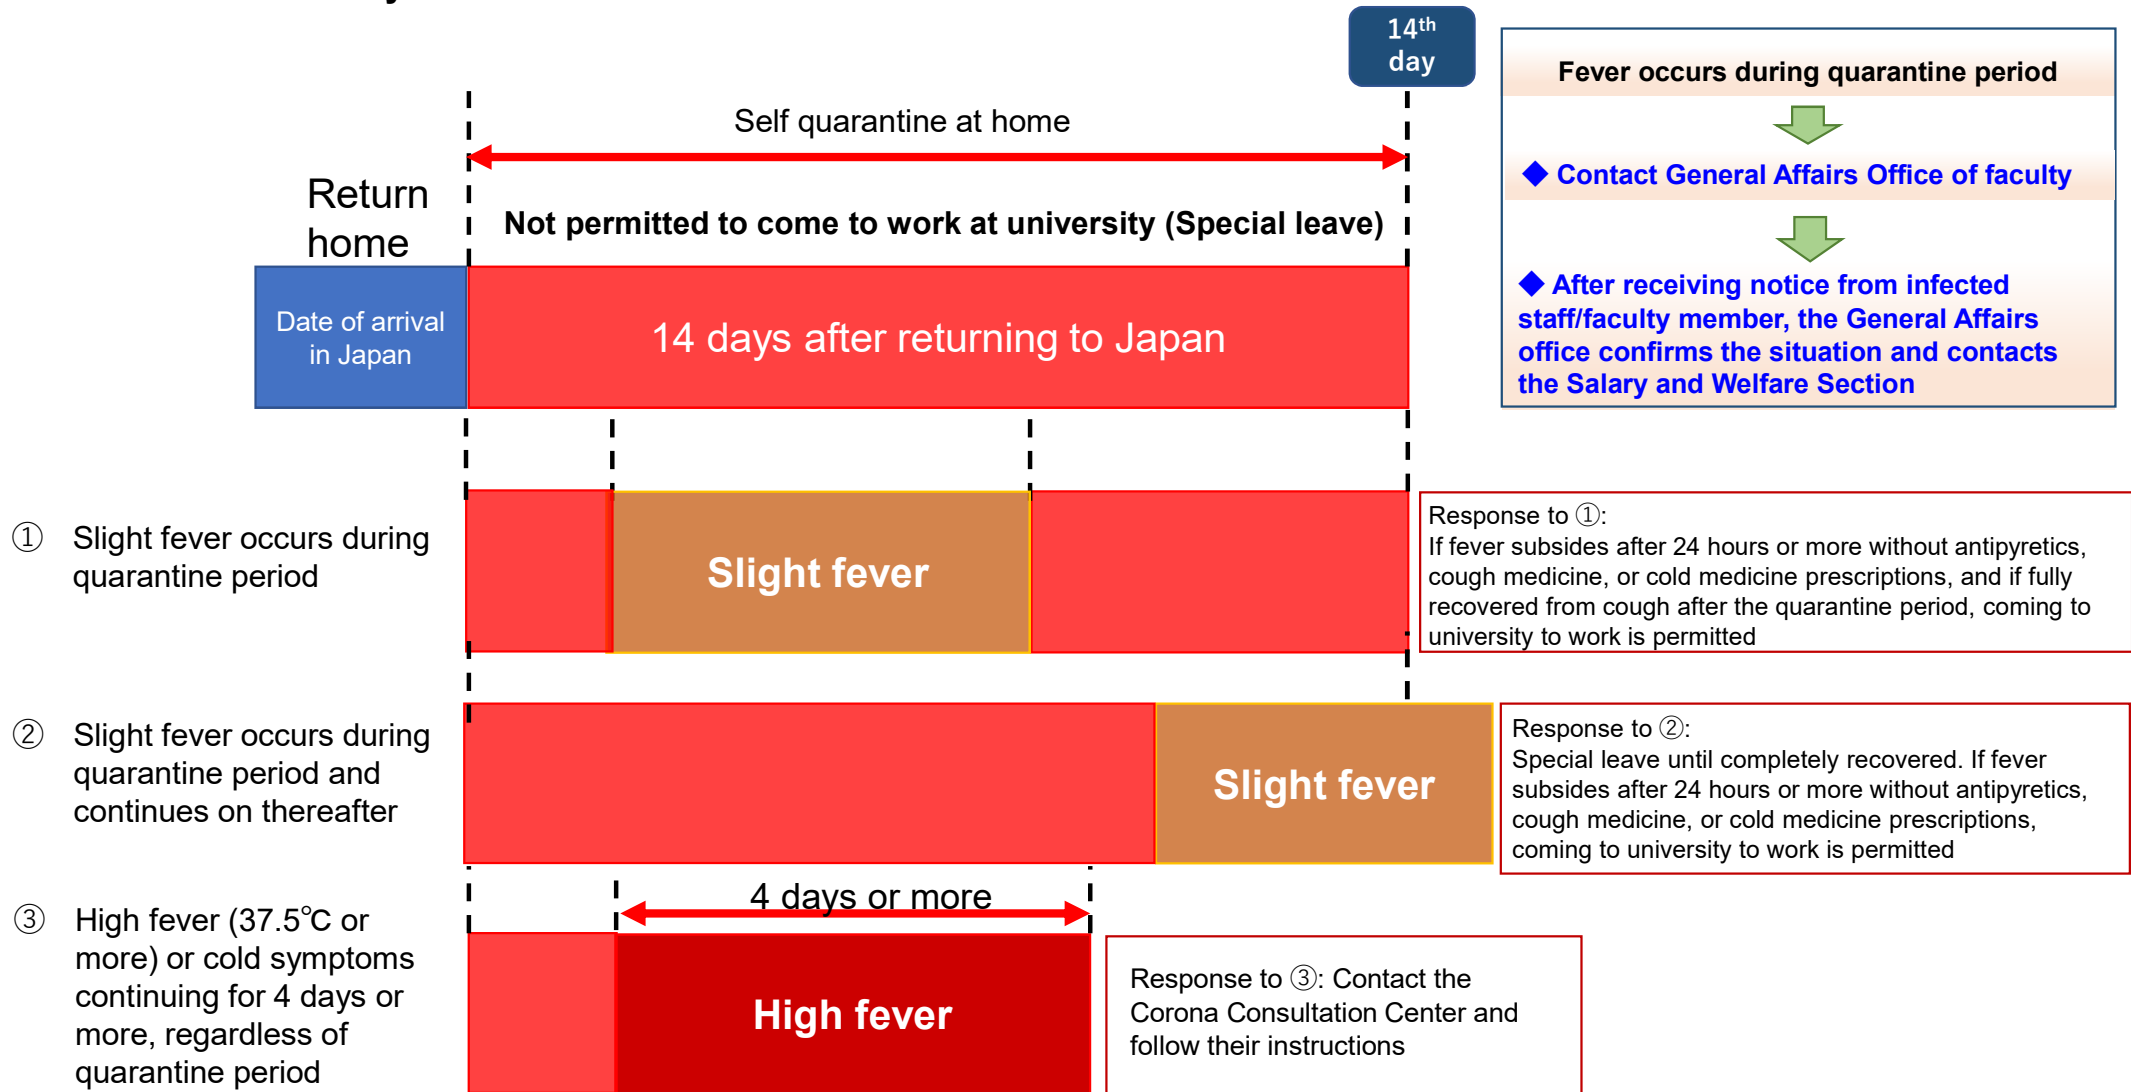 14th
day
Self quarantine at home
Return
home
Not permitted to come to work at university (Special leave)
Date of arrival
in Japan
14 days after returning to Japan
Fever occurs during quarantine period
◆ Contact General Affairs Office of faculty
◆ After receiving notice from infected
staff/faculty member, the General Affairs
office confirms the situation and contacts
the Salary and Welfare Section
① Slight fever occurs during
quarantine period
Slight fever
Response to ①:
If fever subsides after 24 hours or more without antipyretics,
cough medicine, or cold medicine prescriptions, and if fully
recovered from cough after the quarantine period, coming to
university to work is permitted
② Slight fever occurs during
quarantine period and
continues on thereafter
Slight fever
Response to ②:
Special leave until completely recovered. If fever
subsides after 24 hours or more without antipyretics,
cough medicine, or cold medicine prescriptions,
coming to university to work is permitted
③ High fever (37.5℃ or
more) or cold symptoms
continuing for 4 days or
more, regardless of
quarantine period
4 days or more
High fever
Response to ③: Contact the
Corona Consultation Center and
follow their instructions